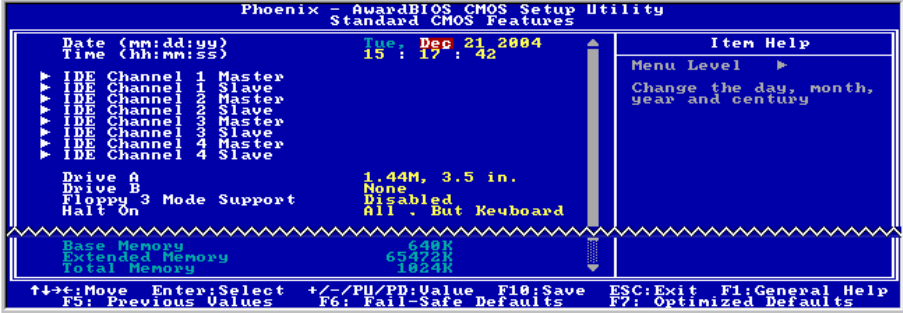 Phoenix - AwardBIOS CMOS Setup Utility
Standard CMOS Features
Date (mm:dd:yy) Tue, Dec 21 2004
Time (hh:mm:ss) 15 : 17 : 42
Item Help
Menu Level ▶
Change the day, month,
year and century
▶ IDE Channel 1 Master
▶ IDE Channel 1 Slave
▶ IDE Channel 2 Master
▶ IDE Channel 2 Slave
▶ IDE Channel 3 Master
▶ IDE Channel 3 Slave
▶ IDE Channel 4 Master
▶ IDE Channel 4 Slave
Drive A 1.44M, 3.5 in.
Drive B None
Floppy 3 Mode Support Disabled
Halt On All , But Keyboard
Base Memory 640K
Extended Memory 65472K
Total Memory 1024K
↑↓→←:Move Enter:Select +/-/PU/PD:Value F10:Save ESC:Exit F1:General Help
F5: Previous Values F6: Fail-Safe Defaults F7: Optimized Defaults